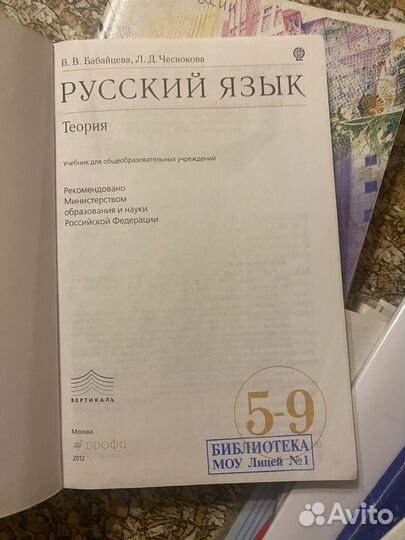 В. В. Бабайцева, Л. Д. Чеснокова
РУССКИЙ ЯЗЫК
Теория
Учебник для общеобразовательных учреждений
Рекомендовано
Министерством
образования и науки
Российской Федерации
ВЕРТИКАЛЬ
5-9
Москва
дрофа
2012
БИБЛИОТЕКА
МОУ Лицей №1
Avito